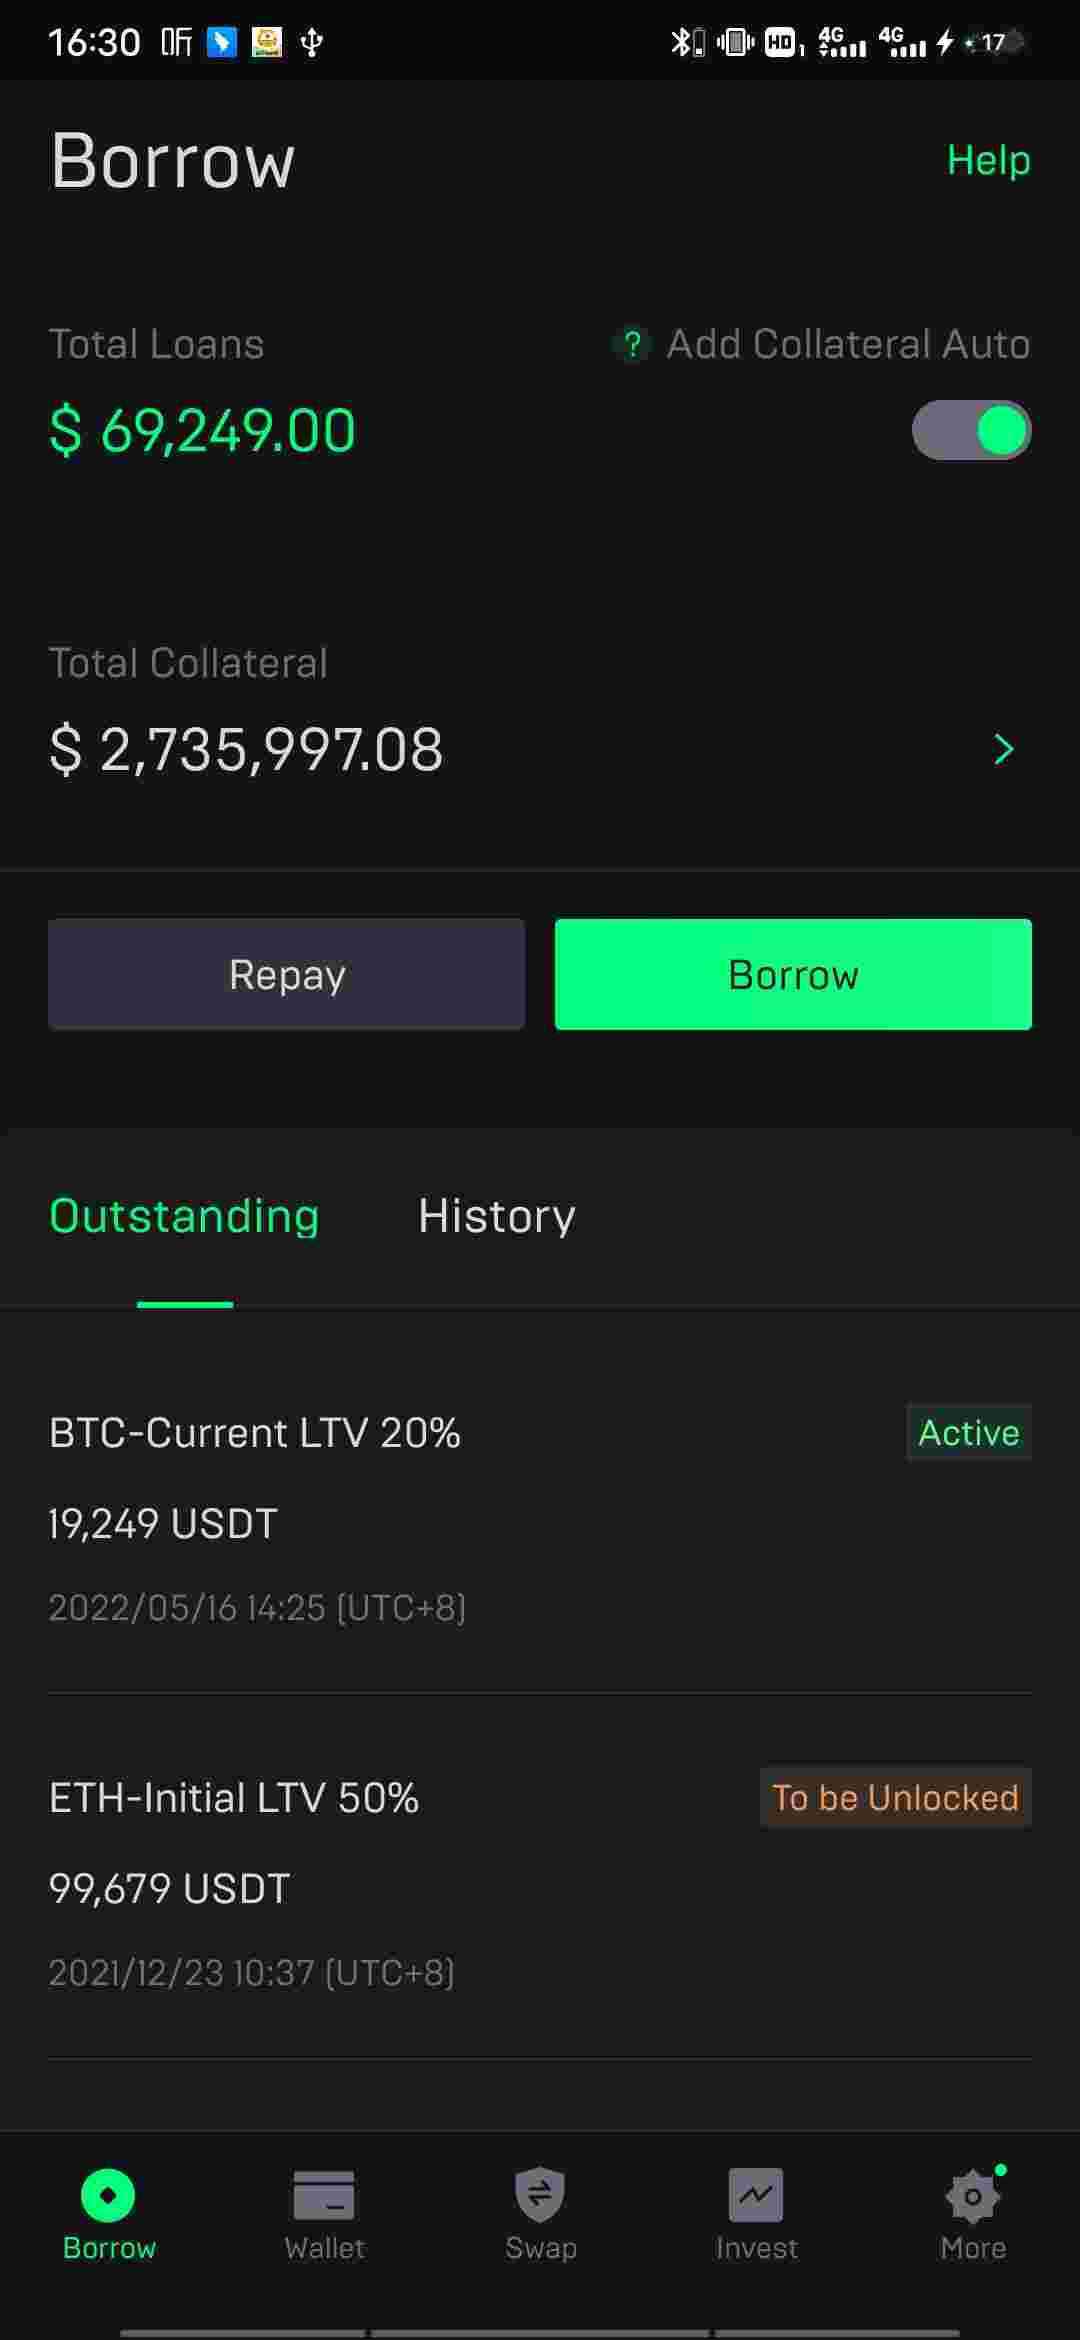 16:30 听 HD 1 4G 4G 17
Borrow
Help
Total Loans
? Add Collateral Auto
$ 69,249.00
Total Collateral
$ 2,735,997.08
Repay
Borrow
Outstanding
History
BTC-Current LTV 20%
Active
19,249 USDT
2022/05/16 14:25 (UTC+8)
ETH-Initial LTV 50%
To be Unlocked
99,679 USDT
2021/12/23 10:37 (UTC+8)
Borrow
Wallet
Swap
Invest
More